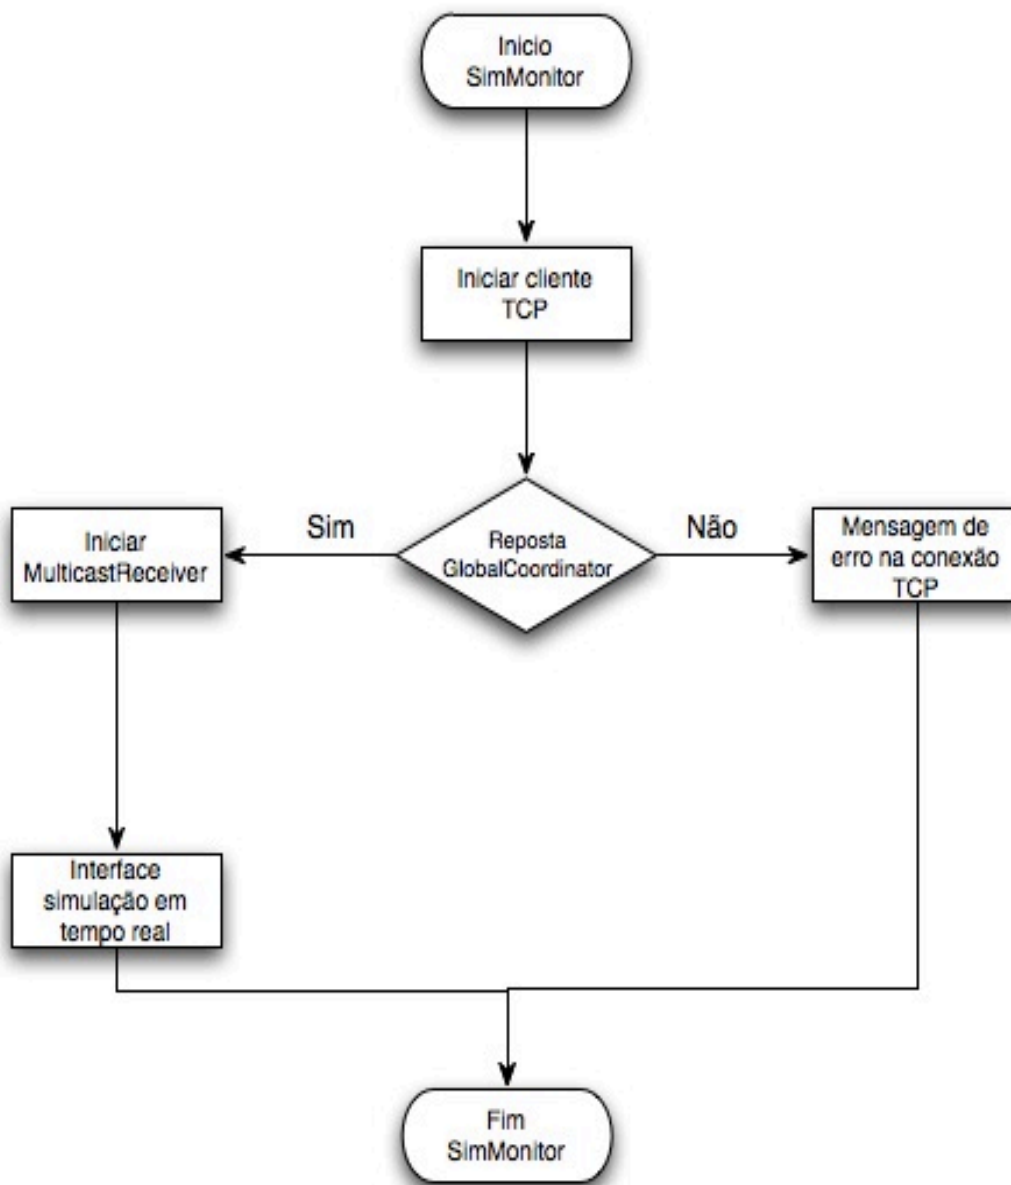 Inicio
SimMonitor
Iniciar cliente
TCP
Iniciar
MulticastReceiver
Sim
Reposta
GlobalCoordinator
Não
Mensagem de
erro na conexão
TCP
Interface
simulação em
tempo real
Fim
SimMonitor